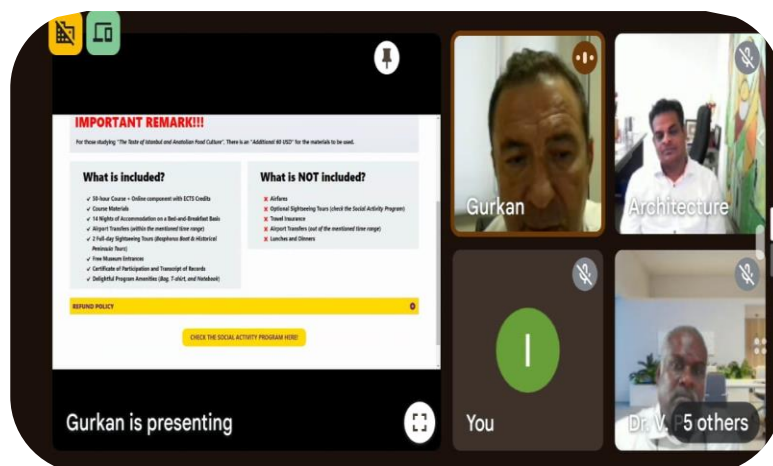 IMPORTANT REMARK!!!
For those studying "The Taste of Istanbul and Anatolian Food Culture". There is an "Additional 60 USD" for the materials to be used.
What is included?
✓ 30-hour Course + Online component with ECTS Credits
✓ Course Materials
✓ 14 Nights of Accommodation on a Bed-and-Breakfast Basis
✓ Airport Transfers (within the mentioned time range)
✓ 2 Full-day Sightseeing Tours (Bosphorus Boat & Historical
Peninsula Tours)
✓ Free Museum Entrances
✓ Certificate of Participation and Transcript of Records
✓ Delightful Program Amenities (Bag, T-shirt, and Notebook)
What is NOT included?
✗ Airfares
✗ Optional Sightseeing Tours (check the Social Activity Program)
✗ Travel Insurance
✗ Airport Transfers (out of the mentioned time range)
✗ Lunches and Dinners
REFUND POLICY
CHECK THE SOCIAL ACTIVITY PROGRAM HERE!
Gurkan is presenting
Gurkan
Architecture
I
You
Dr. V.
5 others